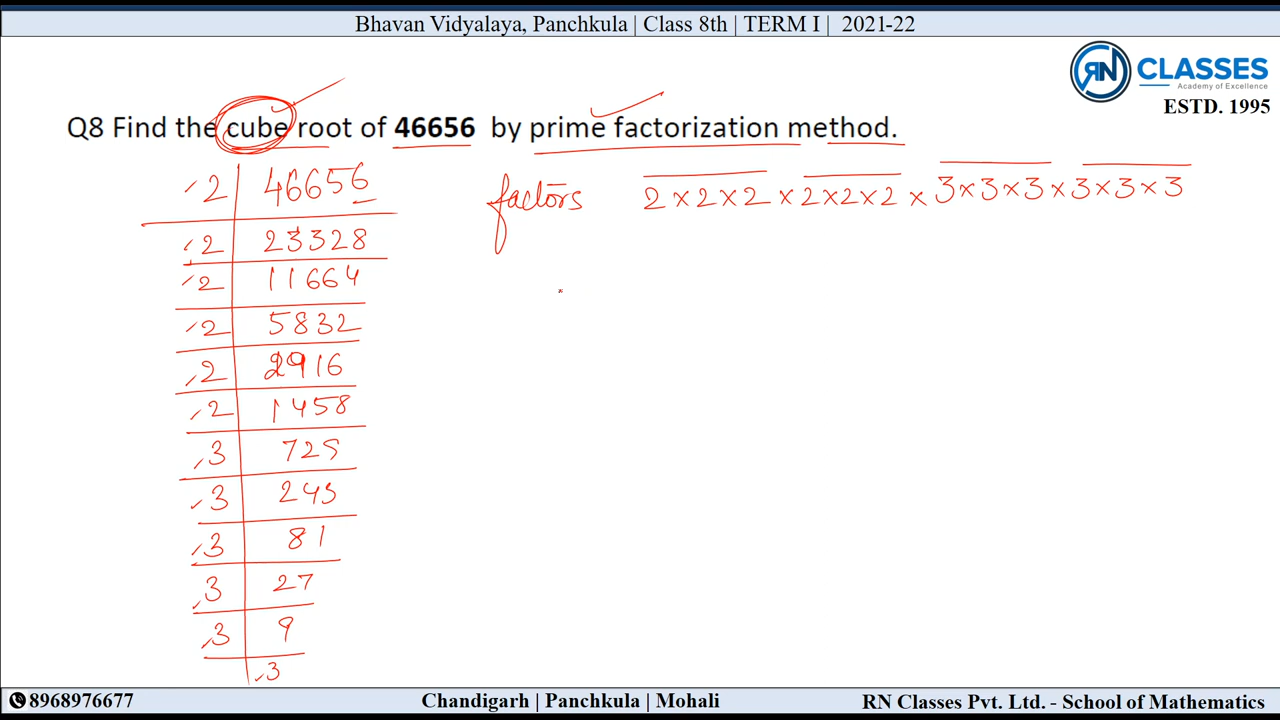 Bhavan Vidyalaya, Panchkula | Class 8th | TERM I | 2021-22
RN CLASSES
Academy of Excellence
ESTD. 1995
Q8 Find the cube root of 46656 by prime factorization method.
2 | 46656
factors 2 × 2 × 2 × 2 × 2 × 2 × 3 × 3 × 3 × 3 × 3 × 3
2 | 23328
2 | 11664
2 | 5832
2 | 2916
2 | 1458
3 | 729
3 | 243
3 | 81
3 | 27
3 | 9
3
8968976677 Chandigarh | Panchkula | Mohali RN Classes Pvt. Ltd. - School of Mathematics